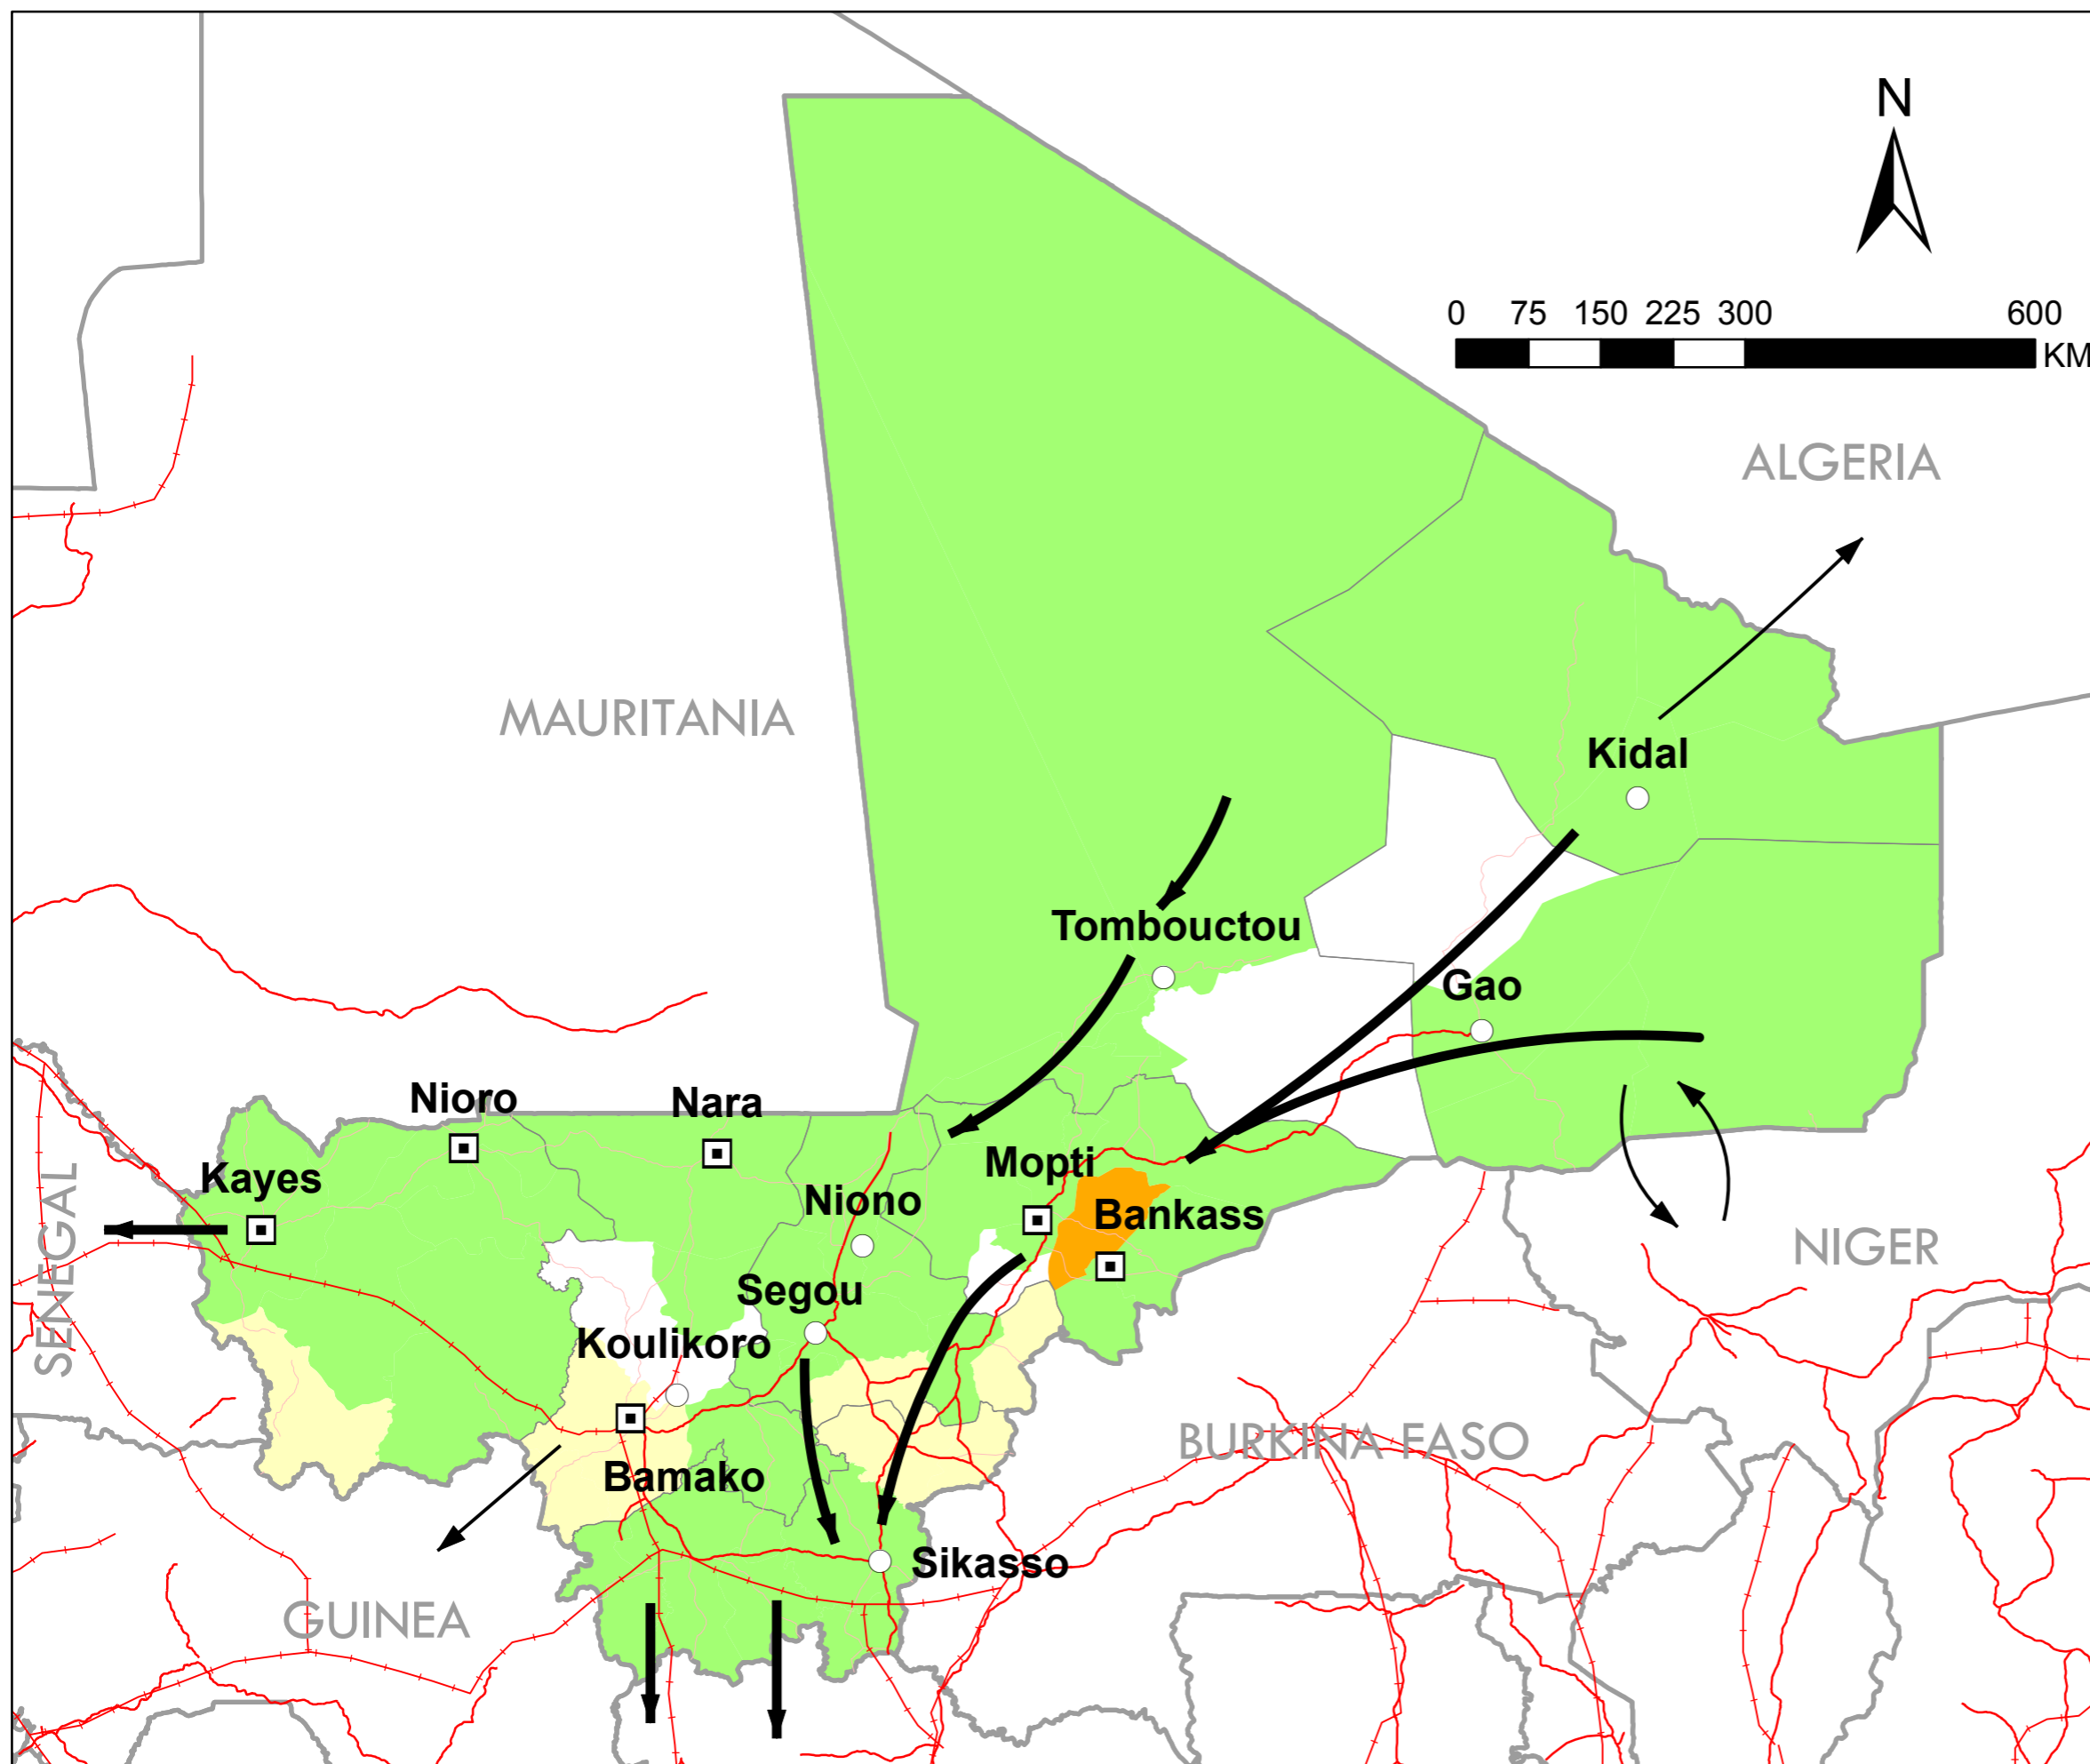 N
0 75 150 225 300 600
KM
ALGERIA
MAURITANIA
Kidal
Tombouctou
Gao
Nioro
Nara
Mopti
Kayes
Niono
Bankass
SENEGAL
NIGER
Segou
Koulikoro
BURKINA FASO
Bamako
Sikasso
GUINEA